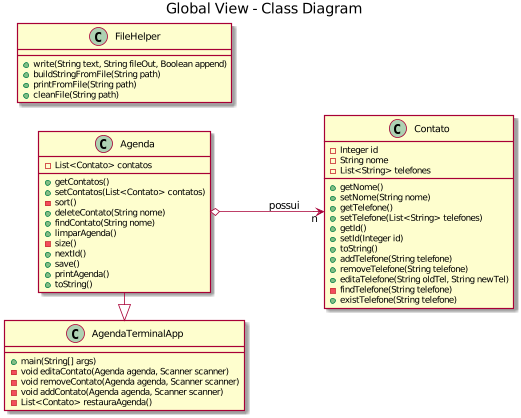 Global View - Class Diagram
C FileHelper
write(String text, String fileOut, Boolean append)
buildStringFromFile(String path)
printFromFile(String path)
cleanFile(String path)
C Agenda
List<Contato> contatos
getContatos()
setContatos(List<Contato> contatos)
sort()
deleteContato(String nome)
findContato(String nome)
limparAgenda()
size()
nextId()
save()
printAgenda()
toString()
possui
n
C Contato
Integer id
String nome
List<String> telefones
getNome()
setNome(String nome)
getTelefone()
setTelefone(List<String> telefones)
getId()
setId(Integer id)
toString()
addTelefone(String telefone)
removeTelefone(String telefone)
editaTelefone(String oldTel, String newTel)
findTelefone(String telefone)
existTelefone(String telefone)
C AgendaTerminalApp
main(String[] args)
void editaContato(Agenda agenda, Scanner scanner)
void removeContato(Agenda agenda, Scanner scanner)
void addContato(Agenda agenda, Scanner scanner)
List<Contato> restauraAgenda()